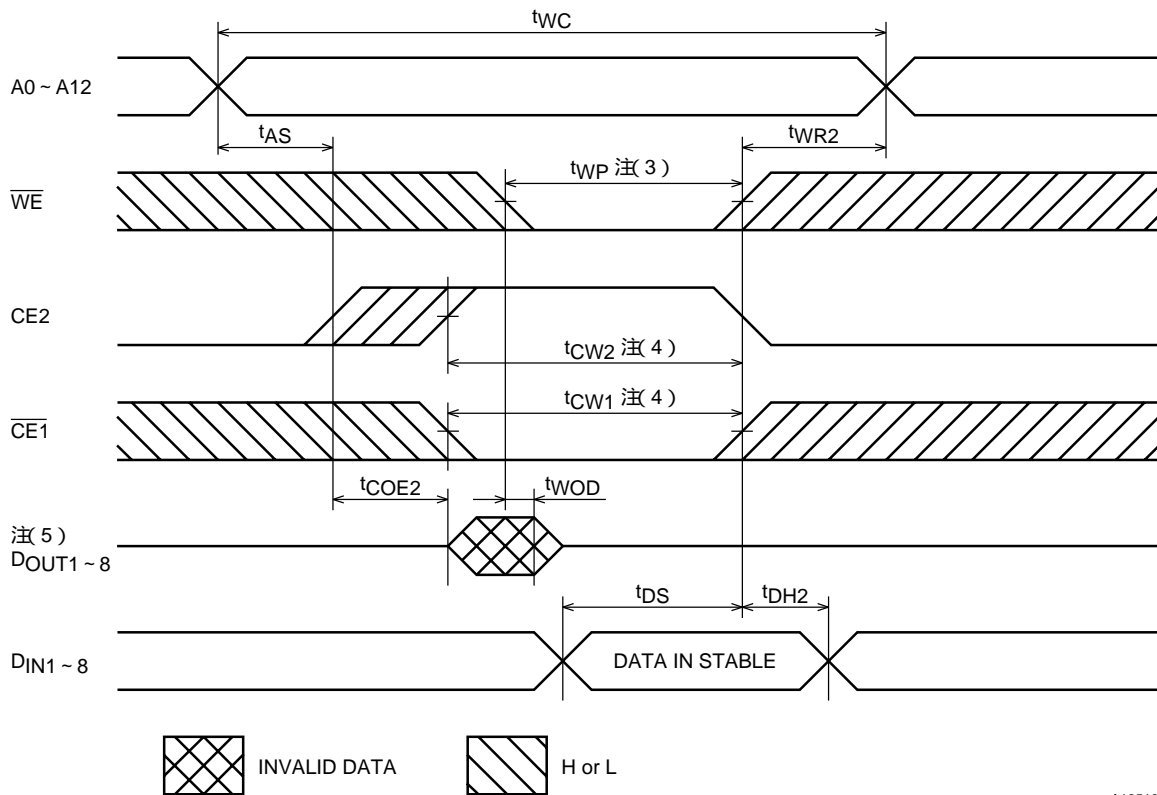 tWC
A0 ~ A12
tAS
tWR2
WE
tWP 注(3)
CE2
tCW2 注(4)
CE1
tCW1 注(4)
tCOE2
tWOD
注(5)
DOUT1 ~ 8
tDS
tDH2
DIN1 ~ 8
DATA IN STABLE
INVALID DATA
H or L